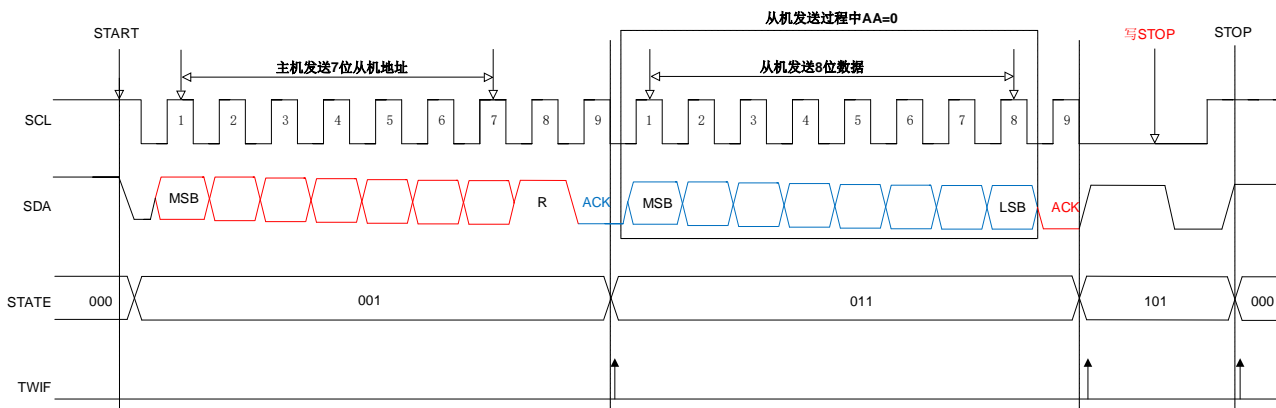 从机发送过程中AA=0
START
写STOP
STOP
主机发送7位从机地址
从机发送8位数据
SCL
1 2 3 4 5 6 7 8 9 1 2 3 4 5 6 7 8 9
SDA
MSB R ACK MSB LSB ACK
STATE 000 001 011 101 000
TWIF